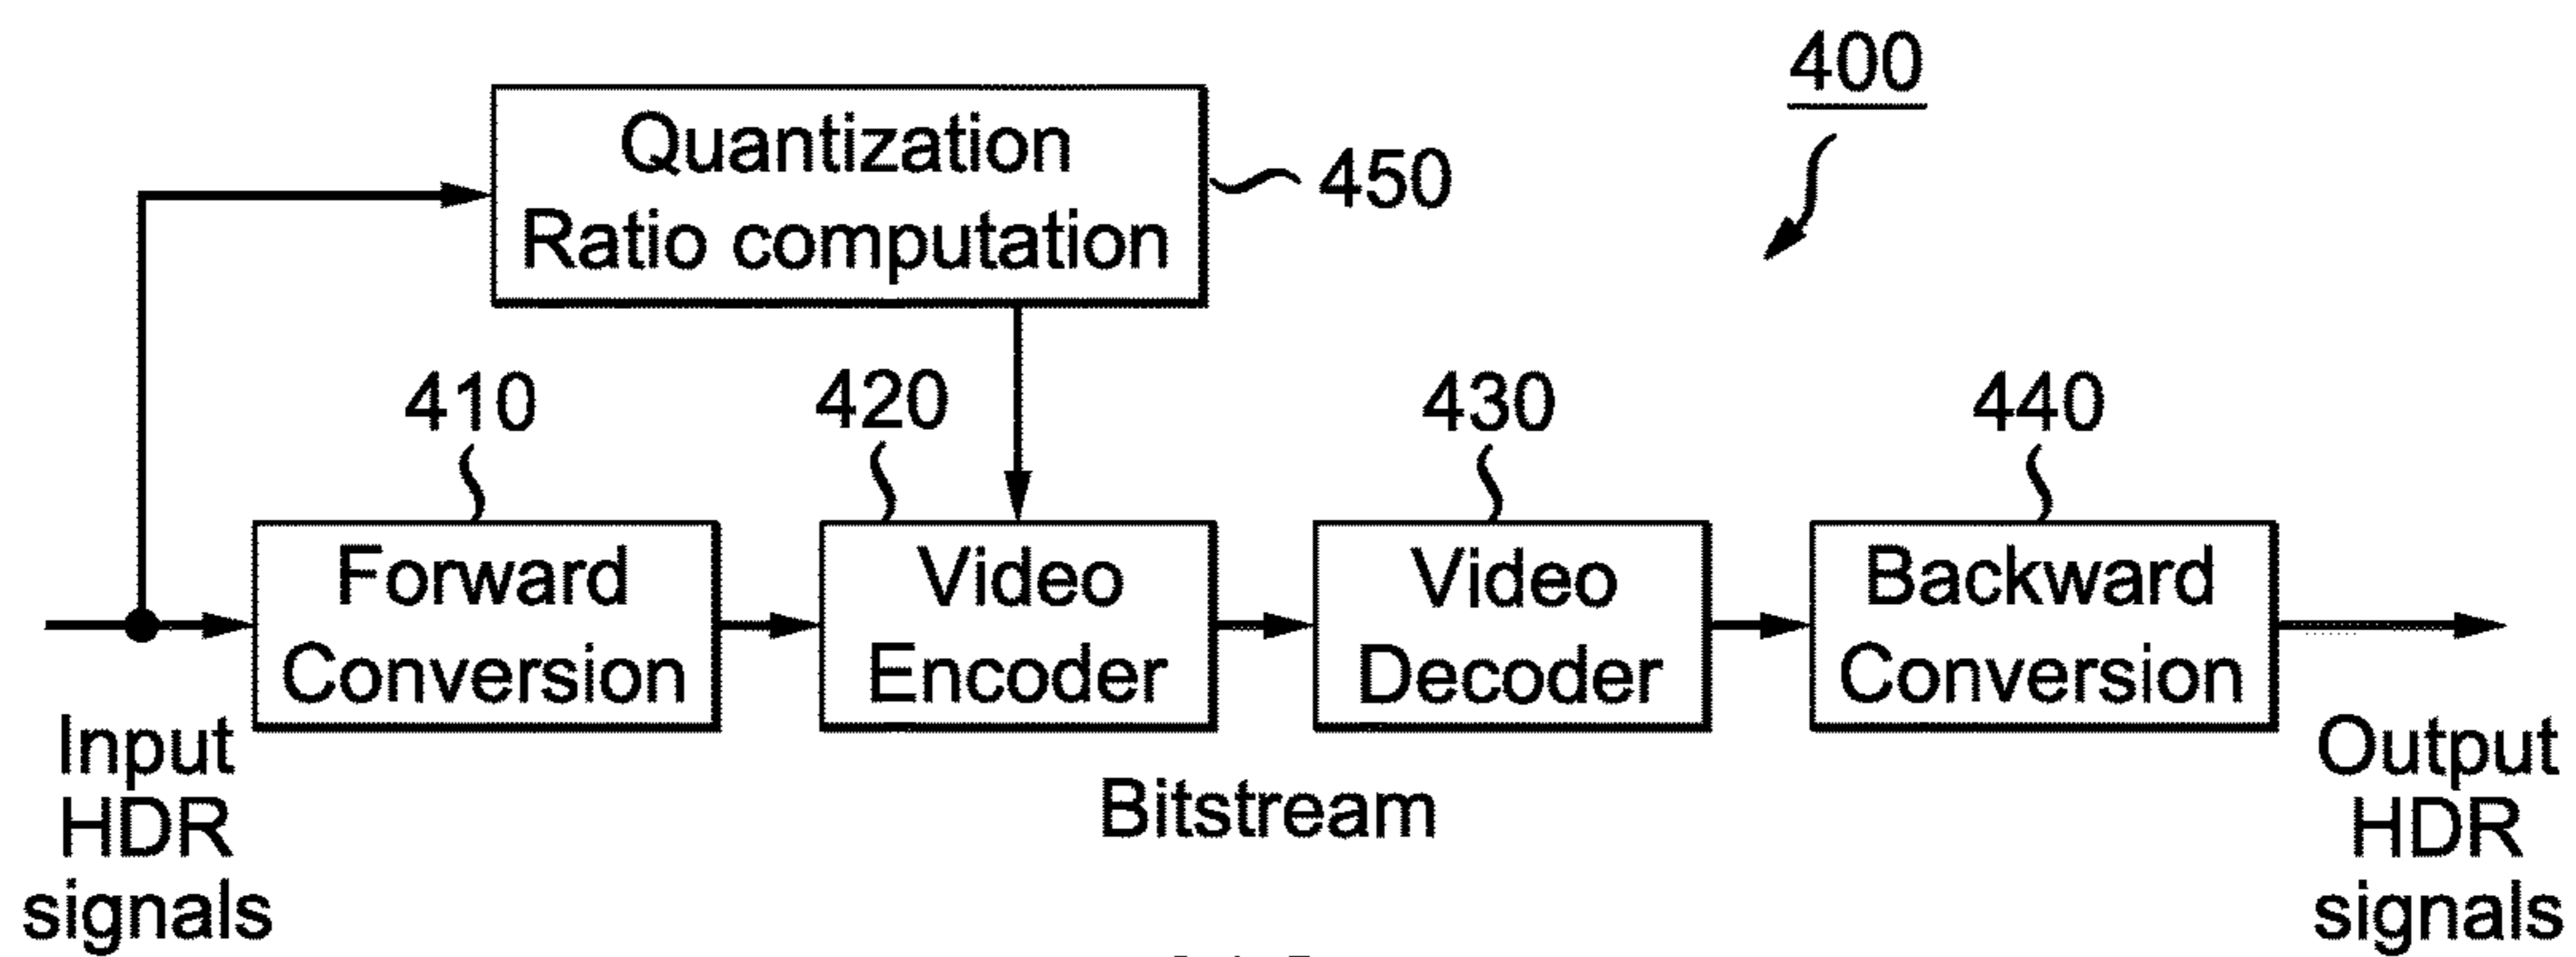 400
Quantization
Ratio computation
450
410
420
430
440
Forward
Conversion
Video
Encoder
Video
Decoder
Backward
Conversion
Input
HDR
signals
Bitstream
Output
HDR
signals